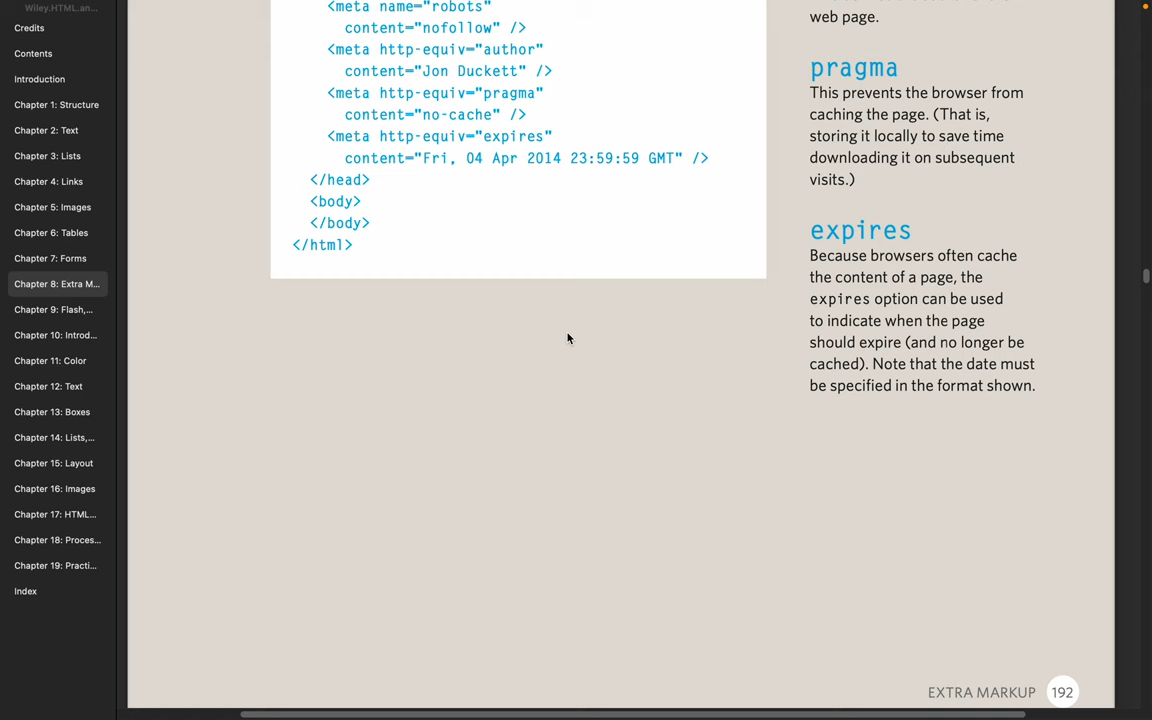 Wiley.HTML.an...
Credits
Contents
Introduction
Chapter 1: Structure
Chapter 2: Text
Chapter 3: Lists
Chapter 4: Links
Chapter 5: Images
Chapter 6: Tables
Chapter 7: Forms
Chapter 8: Extra M...
Chapter 9: Flash,...
Chapter 10: Introd...
Chapter 11: Color
Chapter 12: Text
Chapter 13: Boxes
Chapter 14: Lists,...
Chapter 15: Layout
Chapter 16: Images
Chapter 17: HTML...
Chapter 18: Proces...
Chapter 19: Practi...
Index
<meta name="robots"
content="nofollow" />
<meta http-equiv="author"
content="Jon Duckett" />
<meta http-equiv="pragma"
content="no-cache" />
<meta http-equiv="expires"
content="Fri, 04 Apr 2014 23:59:59 GMT" />
</head>
<body>
</body>
</html>
web page.
pragma
This prevents the browser from
caching the page. (That is,
storing it locally to save time
downloading it on subsequent
visits.)
expires
Because browsers often cache
the content of a page, the
expires option can be used
to indicate when the page
should expire (and no longer be
cached). Note that the date must
be specified in the format shown.
EXTRA MARKUP 192